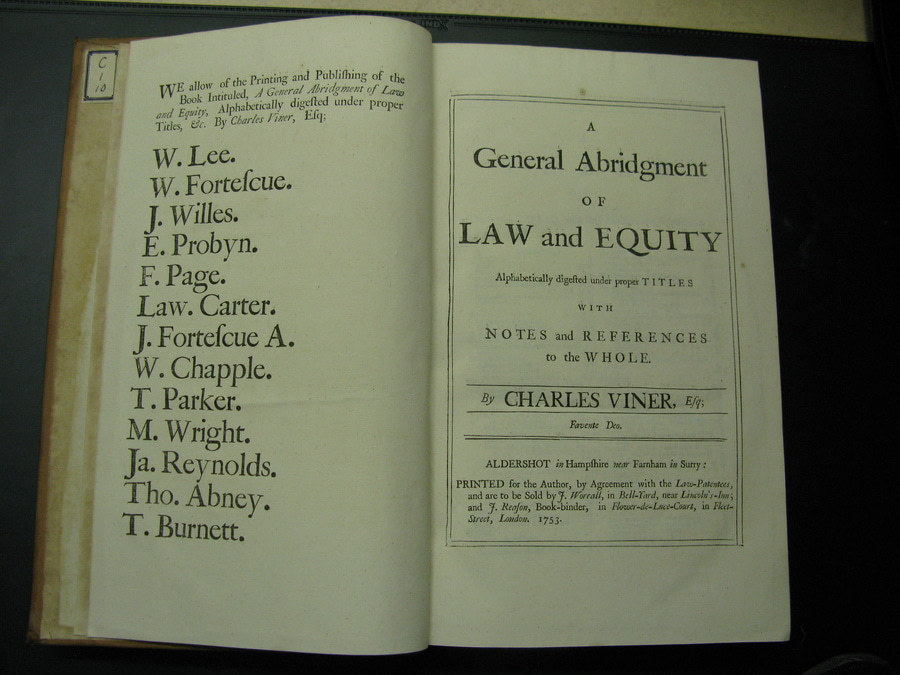 C
1
10
WE allow of the Printing and Publiſhing of the
Book Intituled, A General Abridgment of Law
and Equity, Alphabetically digeſted under proper
Titles, &c. By Charles Viner, Eſq;
W. Lee.
W. Forteſcue.
J. Willes.
E. Probyn.
F. Page.
Law. Carter.
J. Forteſcue A.
W. Chapple.
T. Parker.
M. Wright.
Ja. Reynolds.
Tho. Abney.
T. Burnett.
A
General Abridgment
OF
LAW and EQUITY
Alphabetically digeſted under proper TITLES
WITH
NOTES and REFERENCES
to the WHOLE.
By CHARLES VINER, Eſq;
Favente Deo.
ALDERSHOT in Hampſhire near Farnham in Surry:
PRINTED for the Author, by Agreement with the Law-Patentees,
and are to be Sold by J. Worrall, in Bell-Yard, near Lincoln's-Inn;
and J. Reaſon, Book-binder, in Flower-de-Luce-Court, in Fleet-
Street, London. 1753.